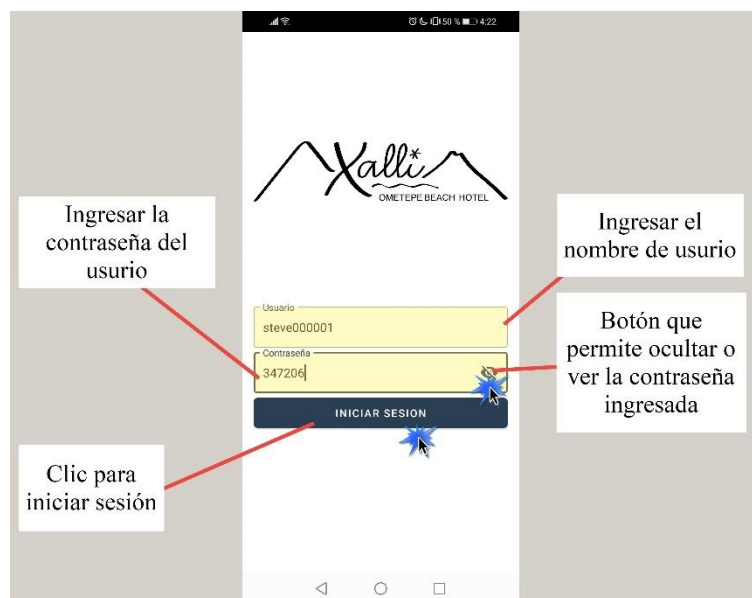 50 % 4:22
Xalli
OMETEPE BEACH HOTEL
Ingresar la
contraseña del
usurio
Ingresar el
nombre de usurio
Usuario
steve000001
Contraseña
347206
Botón que
permite ocultar o
ver la contraseña
ingresada
INICIAR SESION
Clic para
iniciar sesión